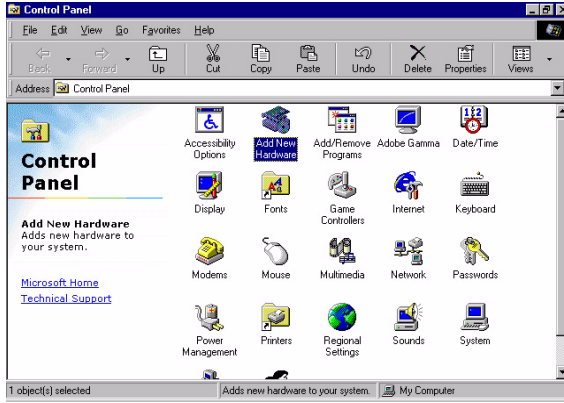 Control Panel
File Edit View Go Favorites Help
Back Forward Up Cut Copy Paste Undo Delete Properties Views
Address Control Panel
Control
Panel
Add New Hardware
Adds new hardware to
your system.
Microsoft Home
Technical Support
Accessibility
Options
Add New
Hardware
Add/Remove
Programs
Adobe Gamma
Date/Time
Display
Fonts
Game
Controllers
Internet
Keyboard
Modems
Mouse
Multimedia
Network
Passwords
Power
Management
Printers
Regional
Settings
Sounds
System
1 object(s) selected
Adds new hardware to your system.
My Computer